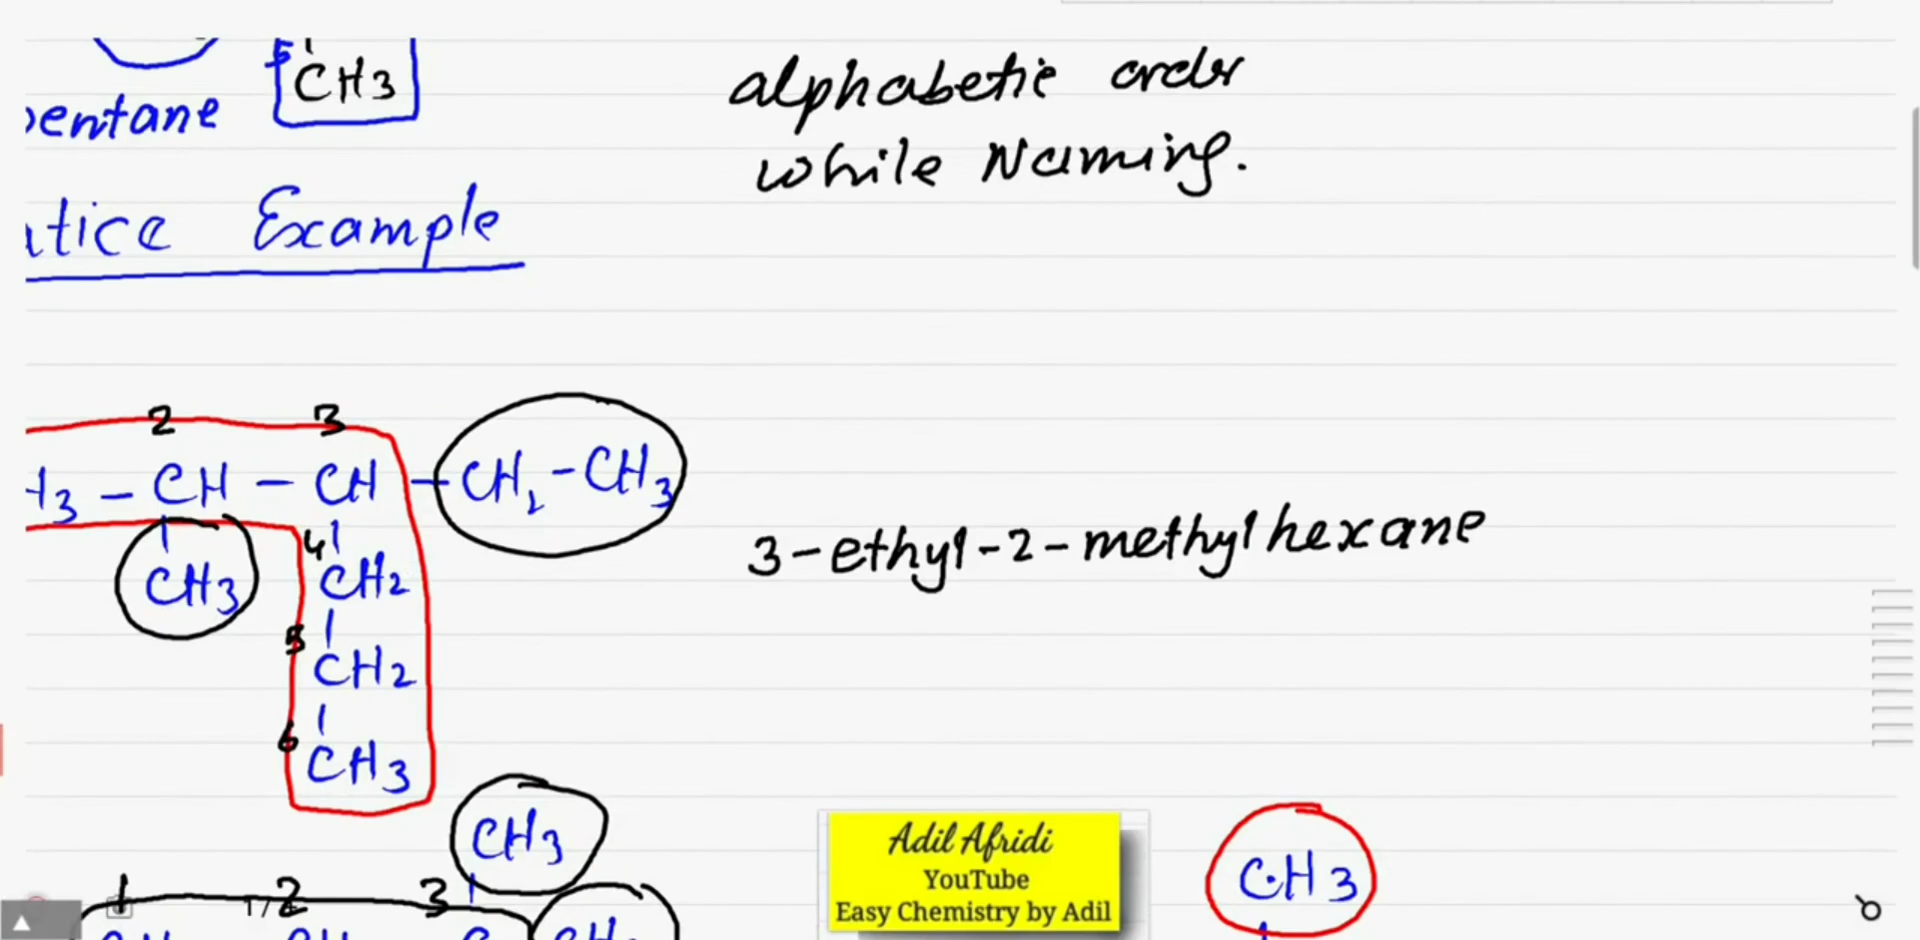 CH3
pentane
alphabetic order
while Naming.
Example
2 3
H3 - CH - CH - CH2 - CH3
4
CH3 CH2
3-ethyl-2-methylhexane
5
CH2
6
CH3
CH3
CH3
1 2 3
Adil Afridi
YouTube
Easy Chemistry by Adil